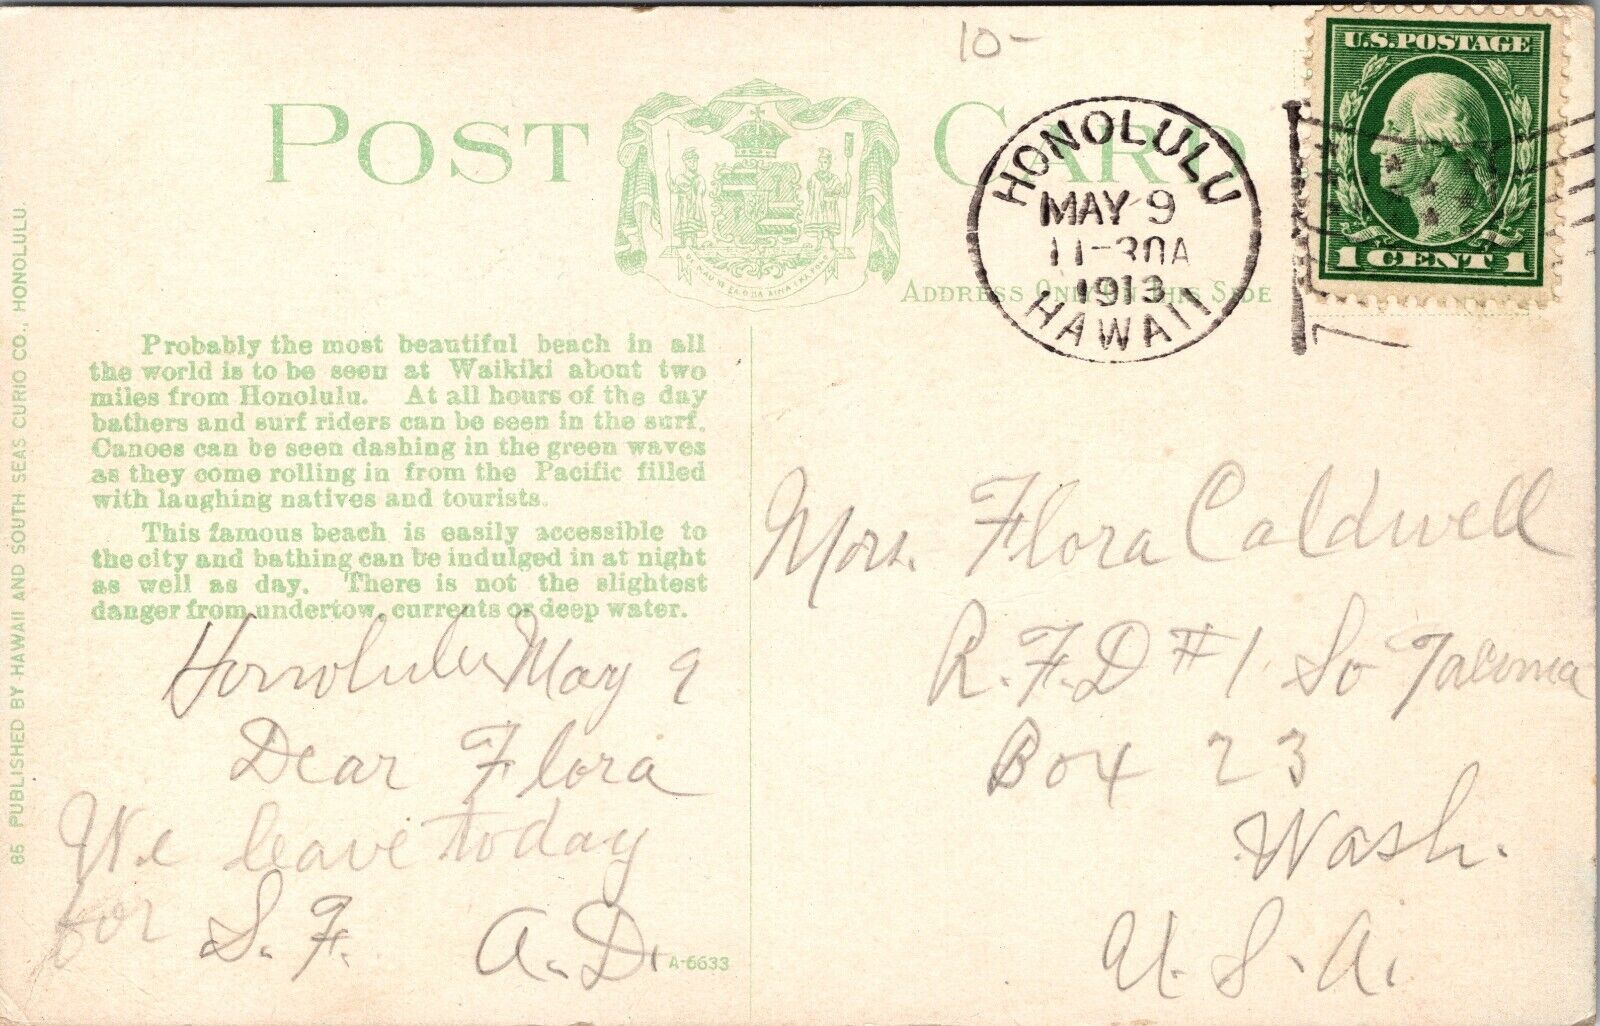 10-
POST CARD
U.S. POSTAGE
1 CENT 1
HONOLULU
MAY 9
11-30A
1913
HAWAII
7
ADDRESS ONLY ON THIS SIDE
85 PUBLISHED BY HAWAII AND SOUTH SEAS CURIO CO., HONOLULU.
Probably the most beautiful beach in all
the world is to be seen at Waikiki about two
miles from Honolulu. At all hours of the day
bathers and surf riders can be seen in the surf.
Canoes can be seen dashing in the green waves
as they come rolling in from the Pacific filled
with laughing natives and tourists.
This famous beach is easily accessible to
the city and bathing can be indulged in at night
as well as day. There is not the slightest
danger from undertow, currents or deep water.
Honolulu May 9
Dear Flora
We leave today
for S. F. A. D.
A-6633
Mrs. Flora Caldwell
R.F.D #1 So Tacoma
Box 23
Wash.
U.S.A.